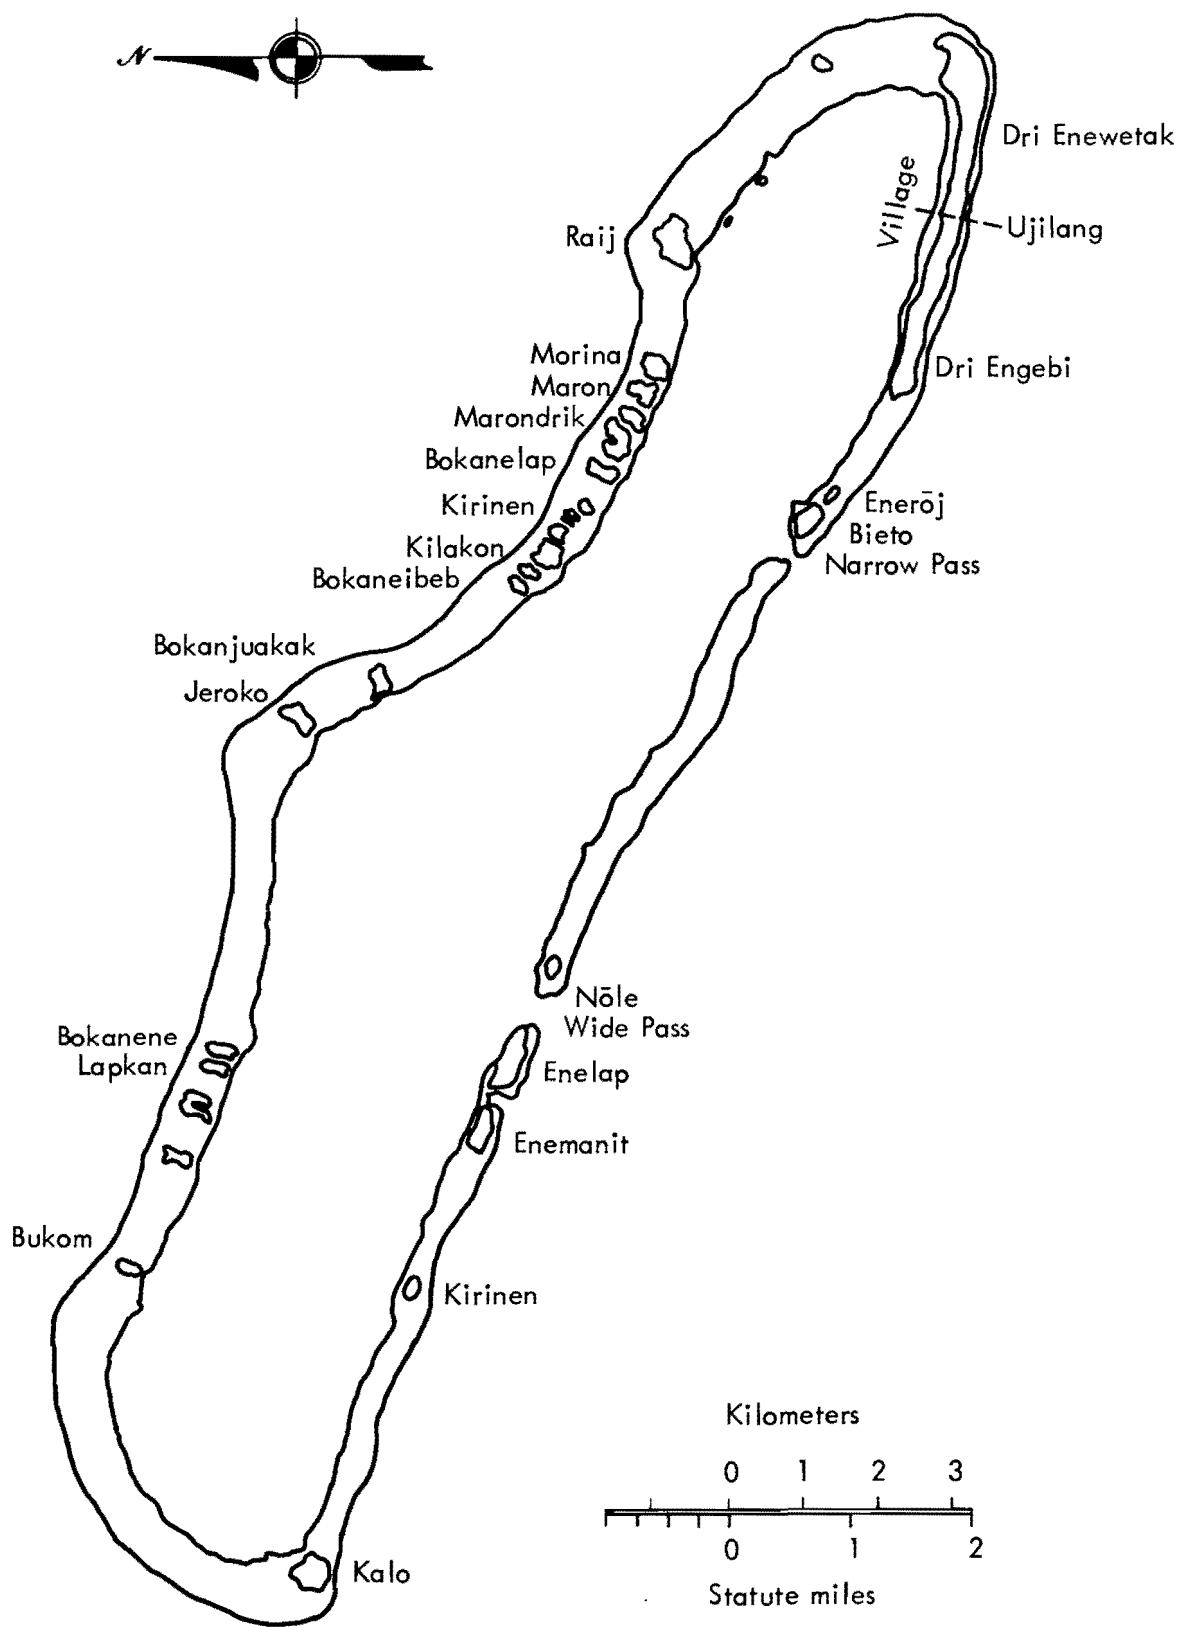 N
Dri Enewetak
Village
Ujilang
Raij
Morina
Maron
Dri Engebi
Marondrik
Bokanelap
Kirinen
Enerōj
Bieto
Kilakon
Narrow Pass
Bokaneibeb
Bokanjuakak
Jeroko
Nōle
Wide Pass
Bokanene
Lapkan
Enelap
Enemanit
Bukom
Kirinen
Kilometers
0 1 2 3
0 1 2
Kalo
Statute miles